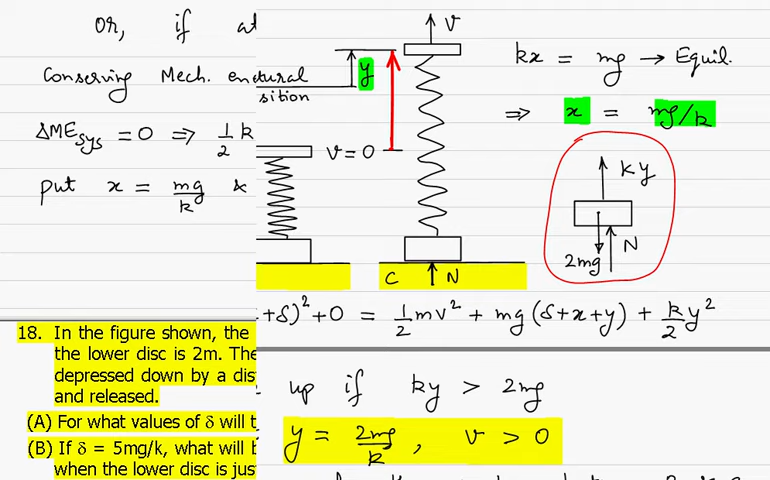 or, if at
Conserving Mech. en
ΔME_sys = 0 ⇒ 1/2 k
put x = mg/k &
18. In the figure shown, the
the lower disc is 2m. The
depressed down by a dis
and released.
(A) For what values of δ will t
(B) If δ = 5mg/k, what will b
when the lower disc is jus
v
y
tural
sition
v = 0
C N
kx = mg → Equil.
⇒ x = mg/k
ky
N
2mg
+ δ)² + 0 = 1/2 mv² + mg(δ+x+y) + k/2 y²
up if ky > 2mg
y = 2mg/k , v > 0